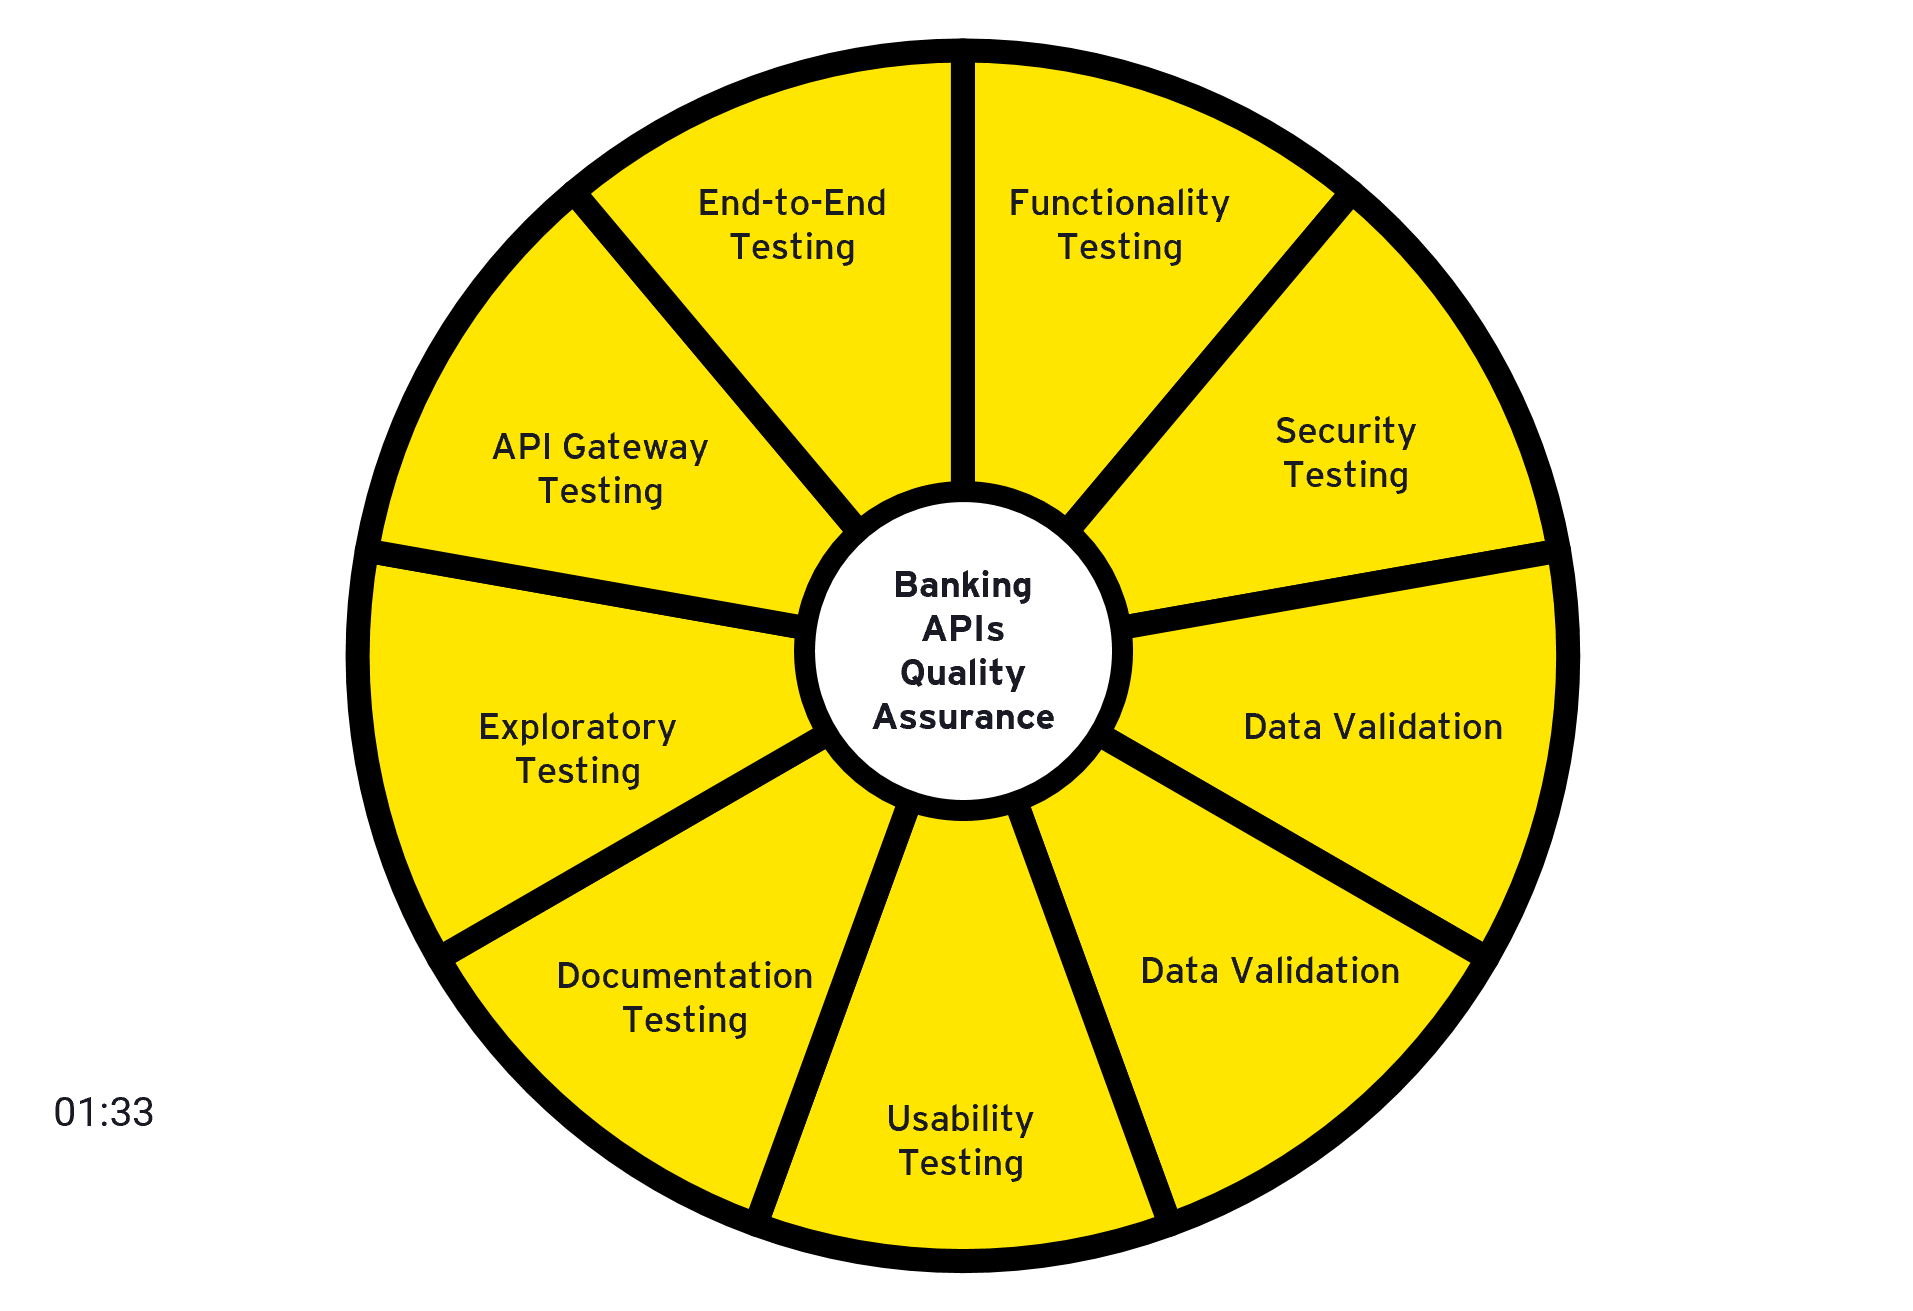 End-to-End
Testing
Functionality
Testing
API Gateway
Testing
Security
Testing
Banking
APIs
Quality
Assurance
Exploratory
Testing
Data Validation
Documentation
Testing
Data Validation
Usability
Testing
01:33